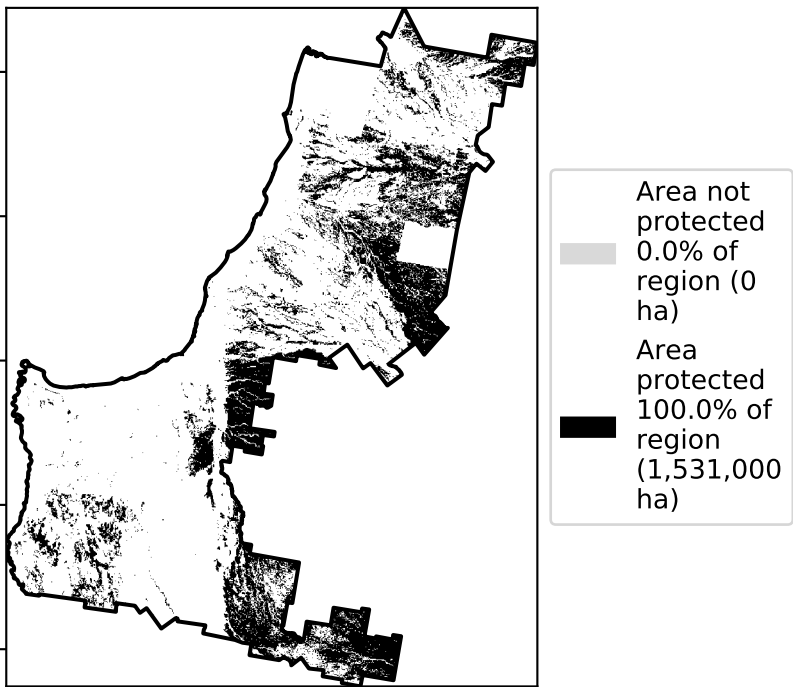 Area not
protected
0.0% of
region (0
ha)
Area
protected
100.0% of
region
(1,531,000
ha)